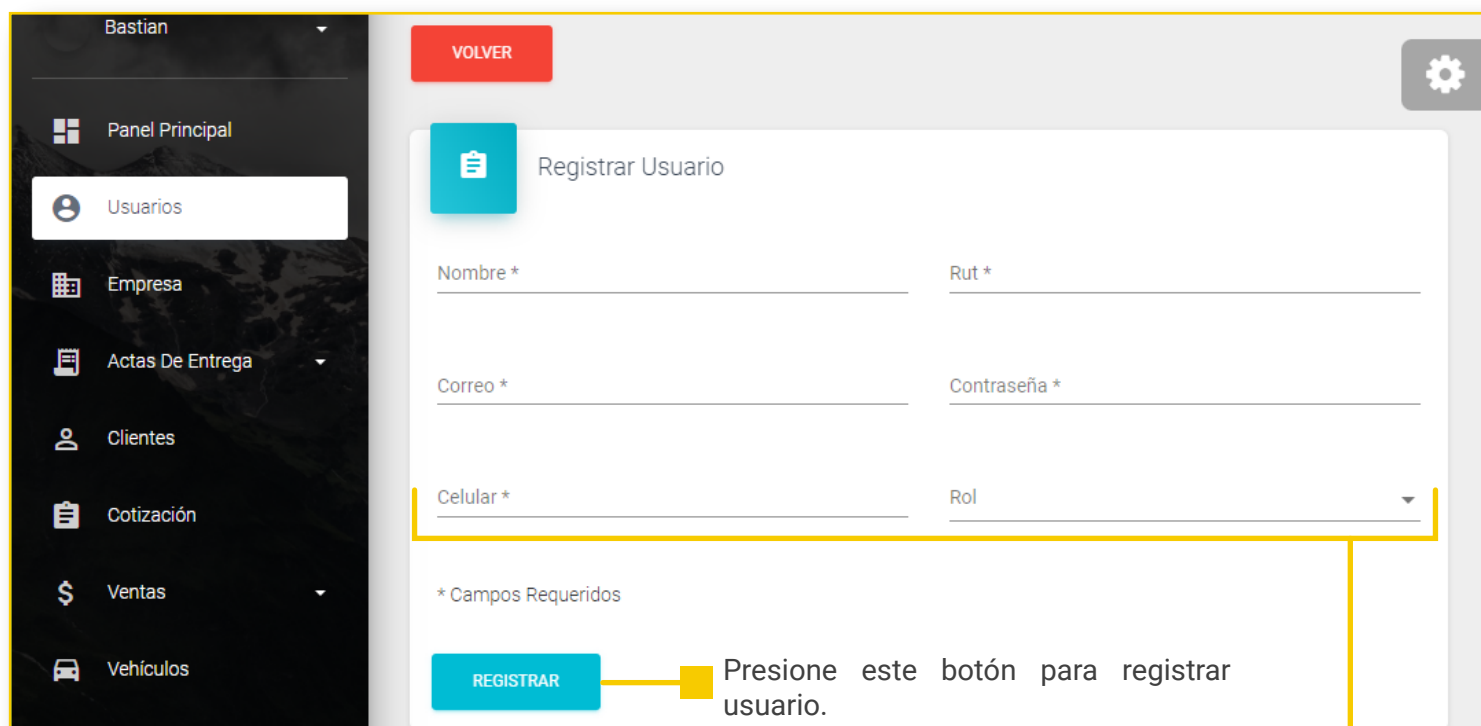 Bastian
Panel Principal
Usuarios
Empresa
Actas De Entrega
Clientes
Cotización
Ventas
Vehículos
VOLVER
Registrar Usuario
Nombre *
Rut *
Correo *
Contraseña *
Celular *
Rol
* Campos Requeridos
REGISTRAR
Presione este botón para registrar
usuario.